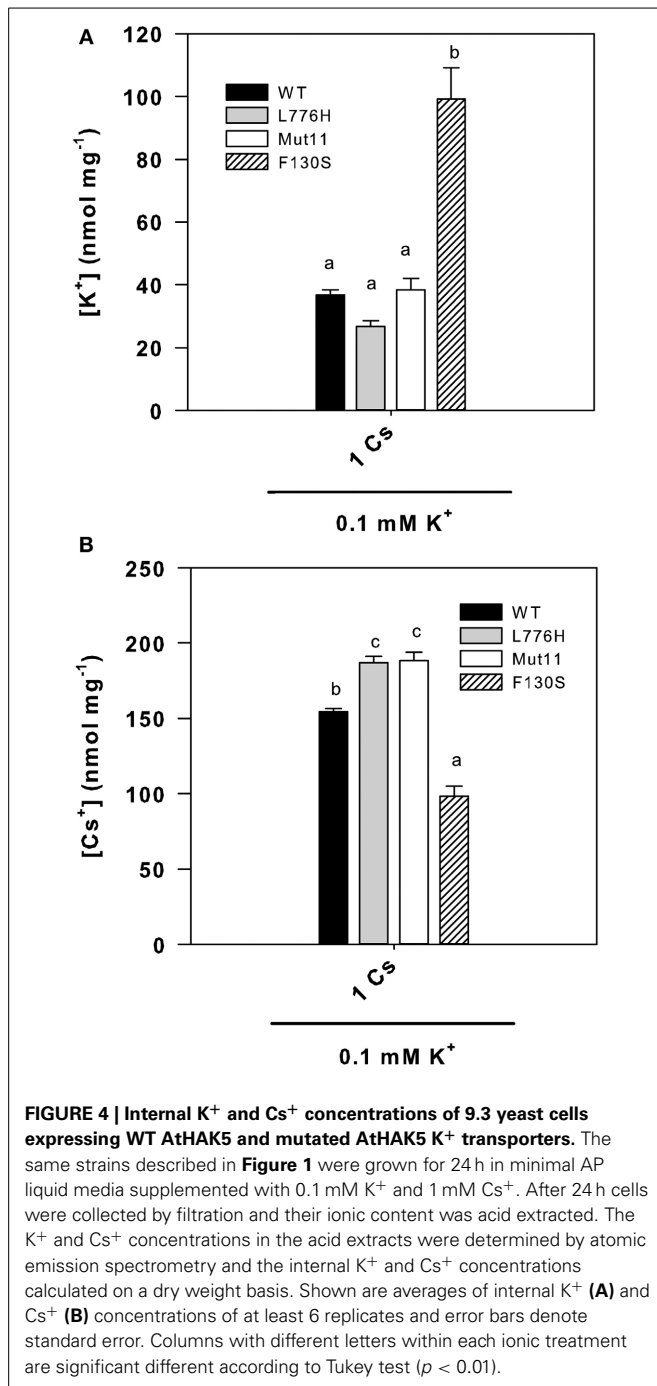 A
120
100
80
60
40
20
0
[K+] (nmol mg-1)
WT
L776H
Mut11
F130S
a
a
a
b
1 Cs
0.1 mM K+
B
250
200
150
100
50
0
[Cs+] (nmol mg-1)
WT
L776H
Mut11
F130S
b
c
c
a
1 Cs
0.1 mM K+
FIGURE 4 | Internal K+ and Cs+ concentrations of 9.3 yeast cells
expressing WT AtHAK5 and mutated AtHAK5 K+ transporters. The
same strains described in Figure 1 were grown for 24 h in minimal AP
liquid media supplemented with 0.1 mM K+ and 1 mM Cs+. After 24 h cells
were collected by filtration and their ionic content was acid extracted. The
K+ and Cs+ concentrations in the acid extracts were determined by atomic
emission spectrometry and the internal K+ and Cs+ concentrations
calculated on a dry weight basis. Shown are averages of internal K+ (A) and
Cs+ (B) concentrations of at least 6 replicates and error bars denote
standard error. Columns with different letters within each ionic treatment
are significant different according to Tukey test (p < 0.01).